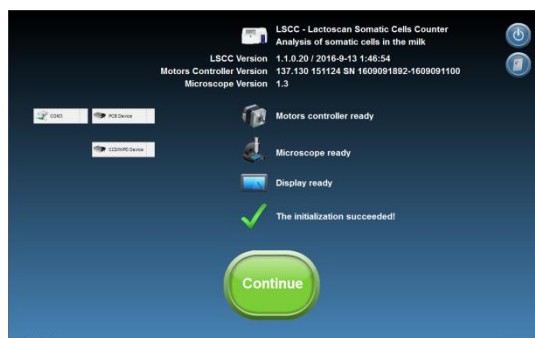 LSCC - Lactoscan Somatic Cells Counter
Analysis of somatic cells in the milk
LSCC Version 1.1.0.20 / 2016-9-13 1:46:54
Motors Controller Version 137.130 151124 SN 1609091892-1609091100
Microscope Version 1.3
COM3 PCB Device Motors controller ready
CCD/WPD Device Microscope ready
Display ready
The initialization succeeded!
Continue